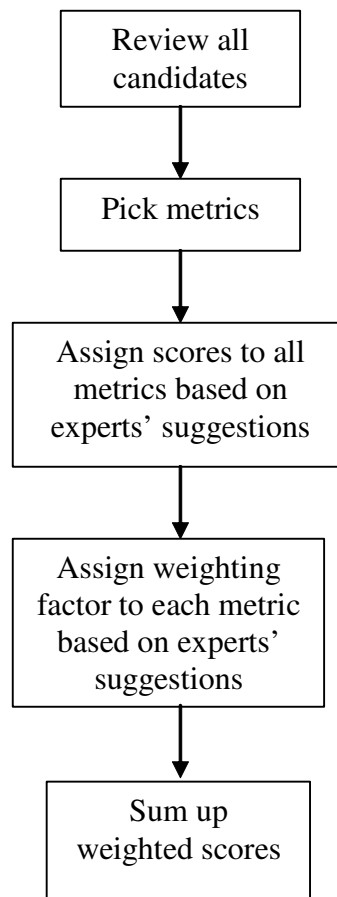 Review all
candidates
Pick metrics
Assign scores to all
metrics based on
experts’ suggestions
Assign weighting
factor to each metric
based on experts’
suggestions
Sum up
weighted scores